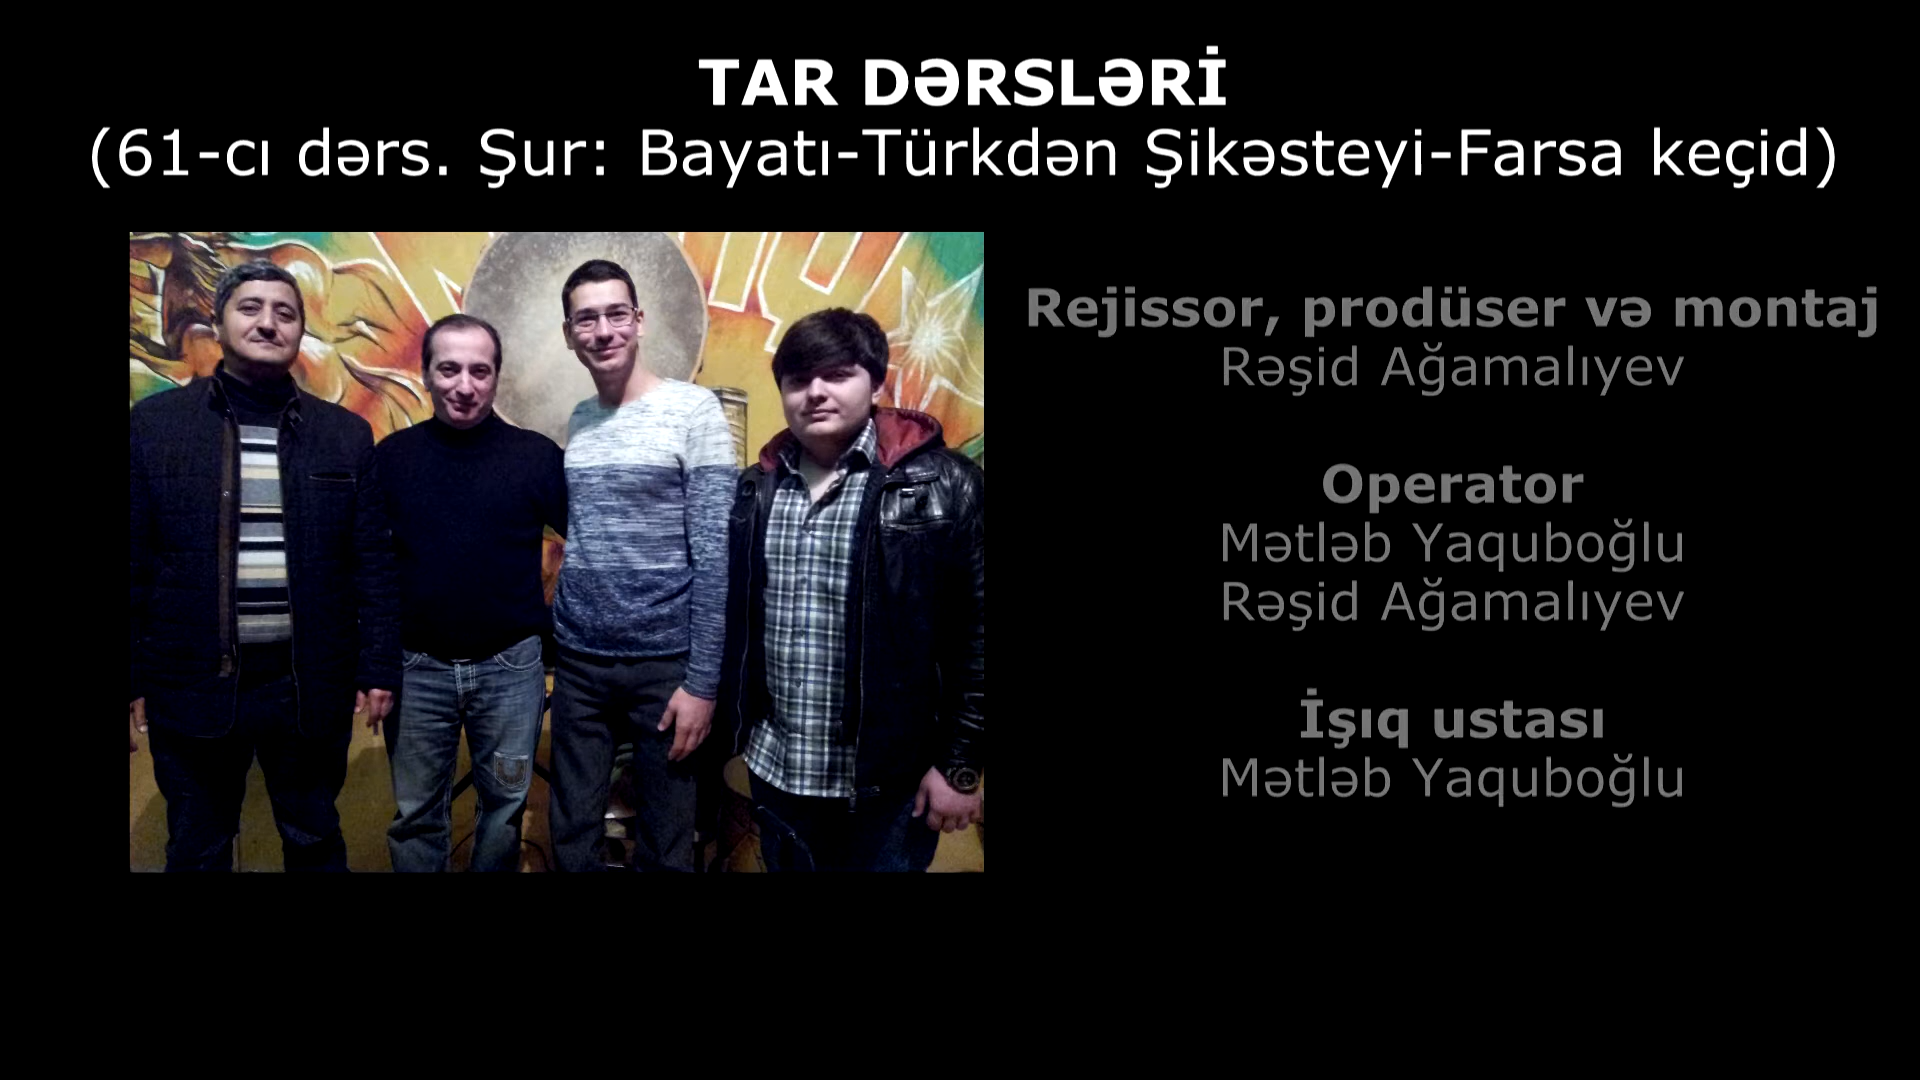 TAR DƏRSLƏRİ
(61-cı dərs. Şur: Bayatı-Türkdən Şikəsteyi-Farsa keçid)
Rejissor, prodüser və montaj
Rəşid Ağamalıyev
Operator
Mətləb Yaquboğlu
Rəşid Ağamalıyev
İşıq ustası
Mətləb Yaquboğlu